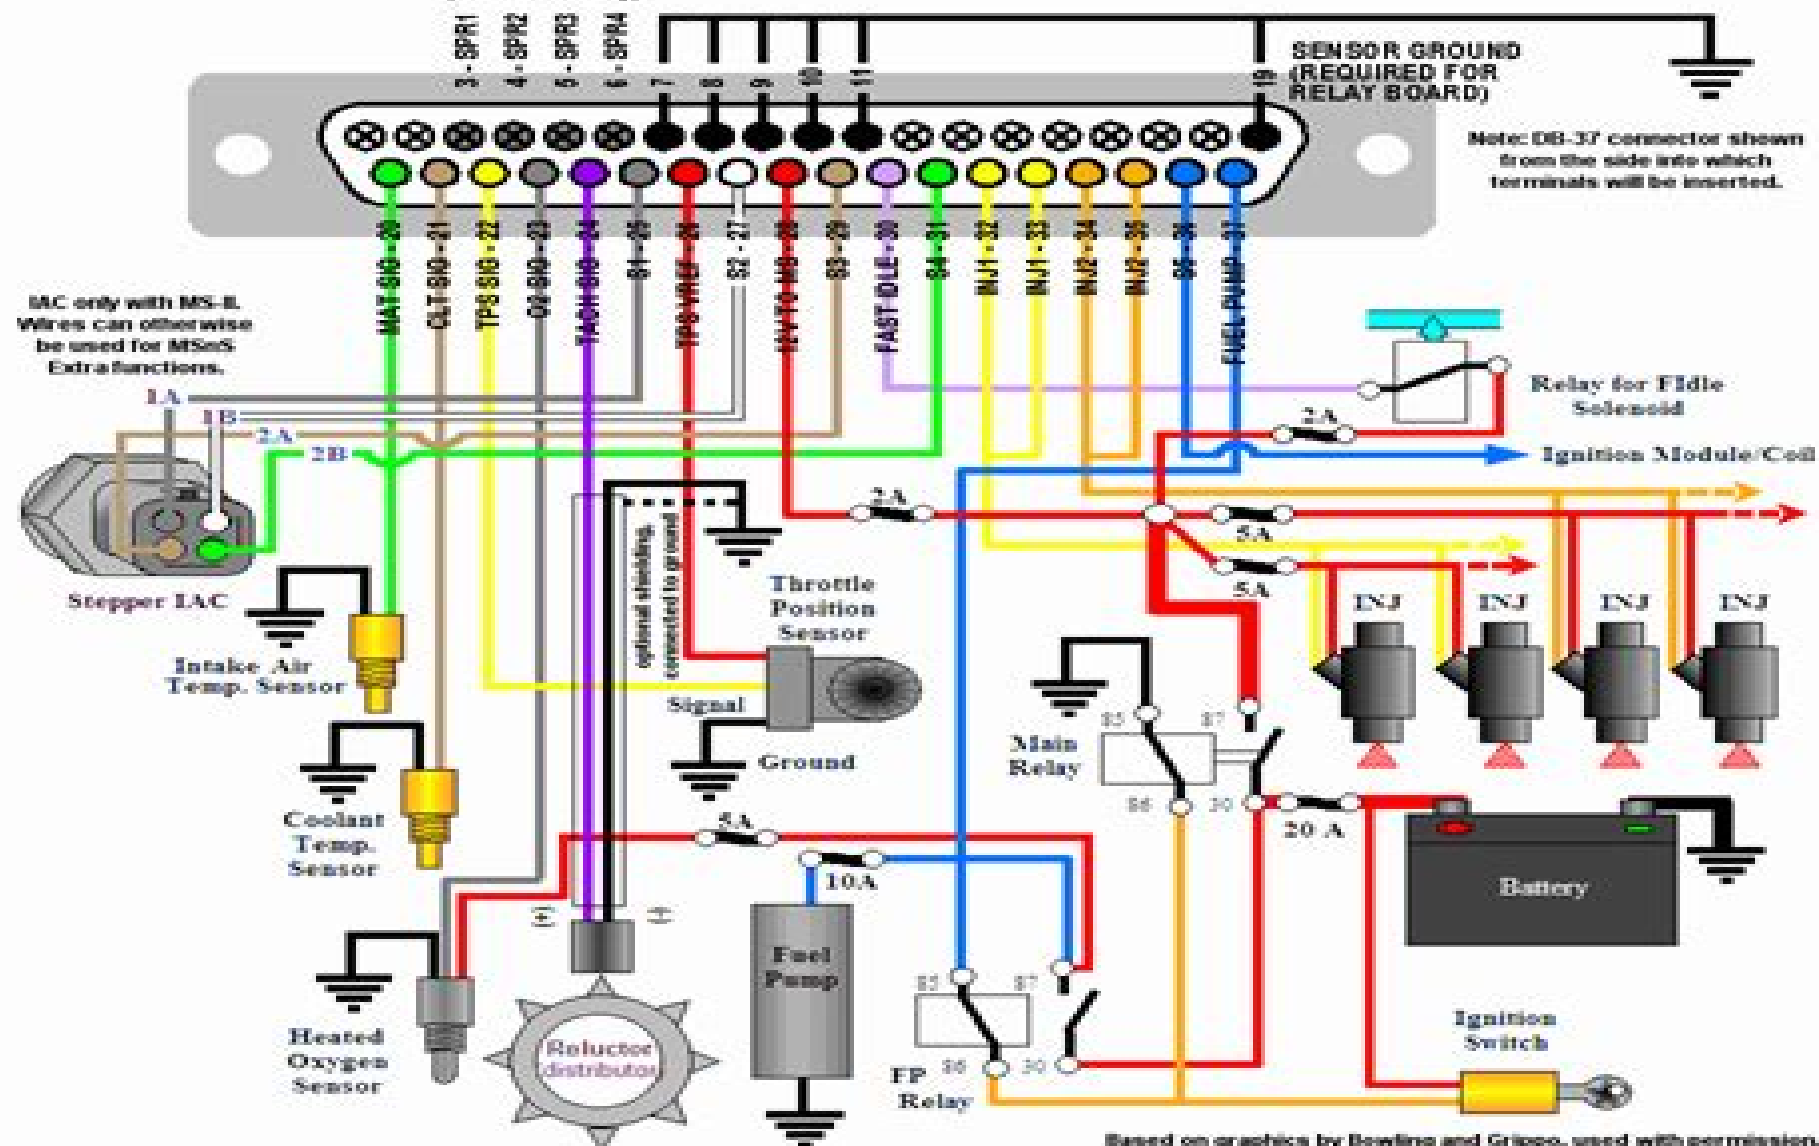 3 - SPR1
4 - SPR2
5 - SPR3
6 - SPR4
7
8
9
10
11
19
SENSOR GROUND
(REQUIRED FOR
RELAY BOARD)
Note: DB-37 connector shown
from the side into which
terminals will be inserted.
MAT SIG - 20
CLT SIG - 21
TPS SIG - 22
O2 SIG - 23
TACH SIG - 24
S1 - 25
TPS VREF - 26
S2 - 27
12V TO MS - 28
S3 - 29
FAST IDLE - 30
S4 - 31
INJ1 - 32
INJ1 - 33
INJ2 - 34
INJ2 - 35
S5 - 36
FUEL PUMP - 37
IAC only with MS-II.
Wires can otherwise
be used for MSnS
Extra functions.
1A
1B
2A
2B
Stepper IAC
Relay for FIdle
Solenoid
2A
Ignition Module/Coil
2A
5A
5A
optional shielding,
connected to ground
Throttle
Position
Sensor
Signal
Ground
INJ
INJ
INJ
INJ
Intake Air
Temp. Sensor
Coolant
Temp.
Sensor
Main
Relay
85
87
86
30
20 A
Battery
5A
10A
(+)
(-)
Fuel
Pump
Heated
Oxygen
Sensor
Reluctor
distributor
85
87
86
30
FP
Relay
Ignition
Switch
Based on graphics by Bowling and Grippo, used with permission